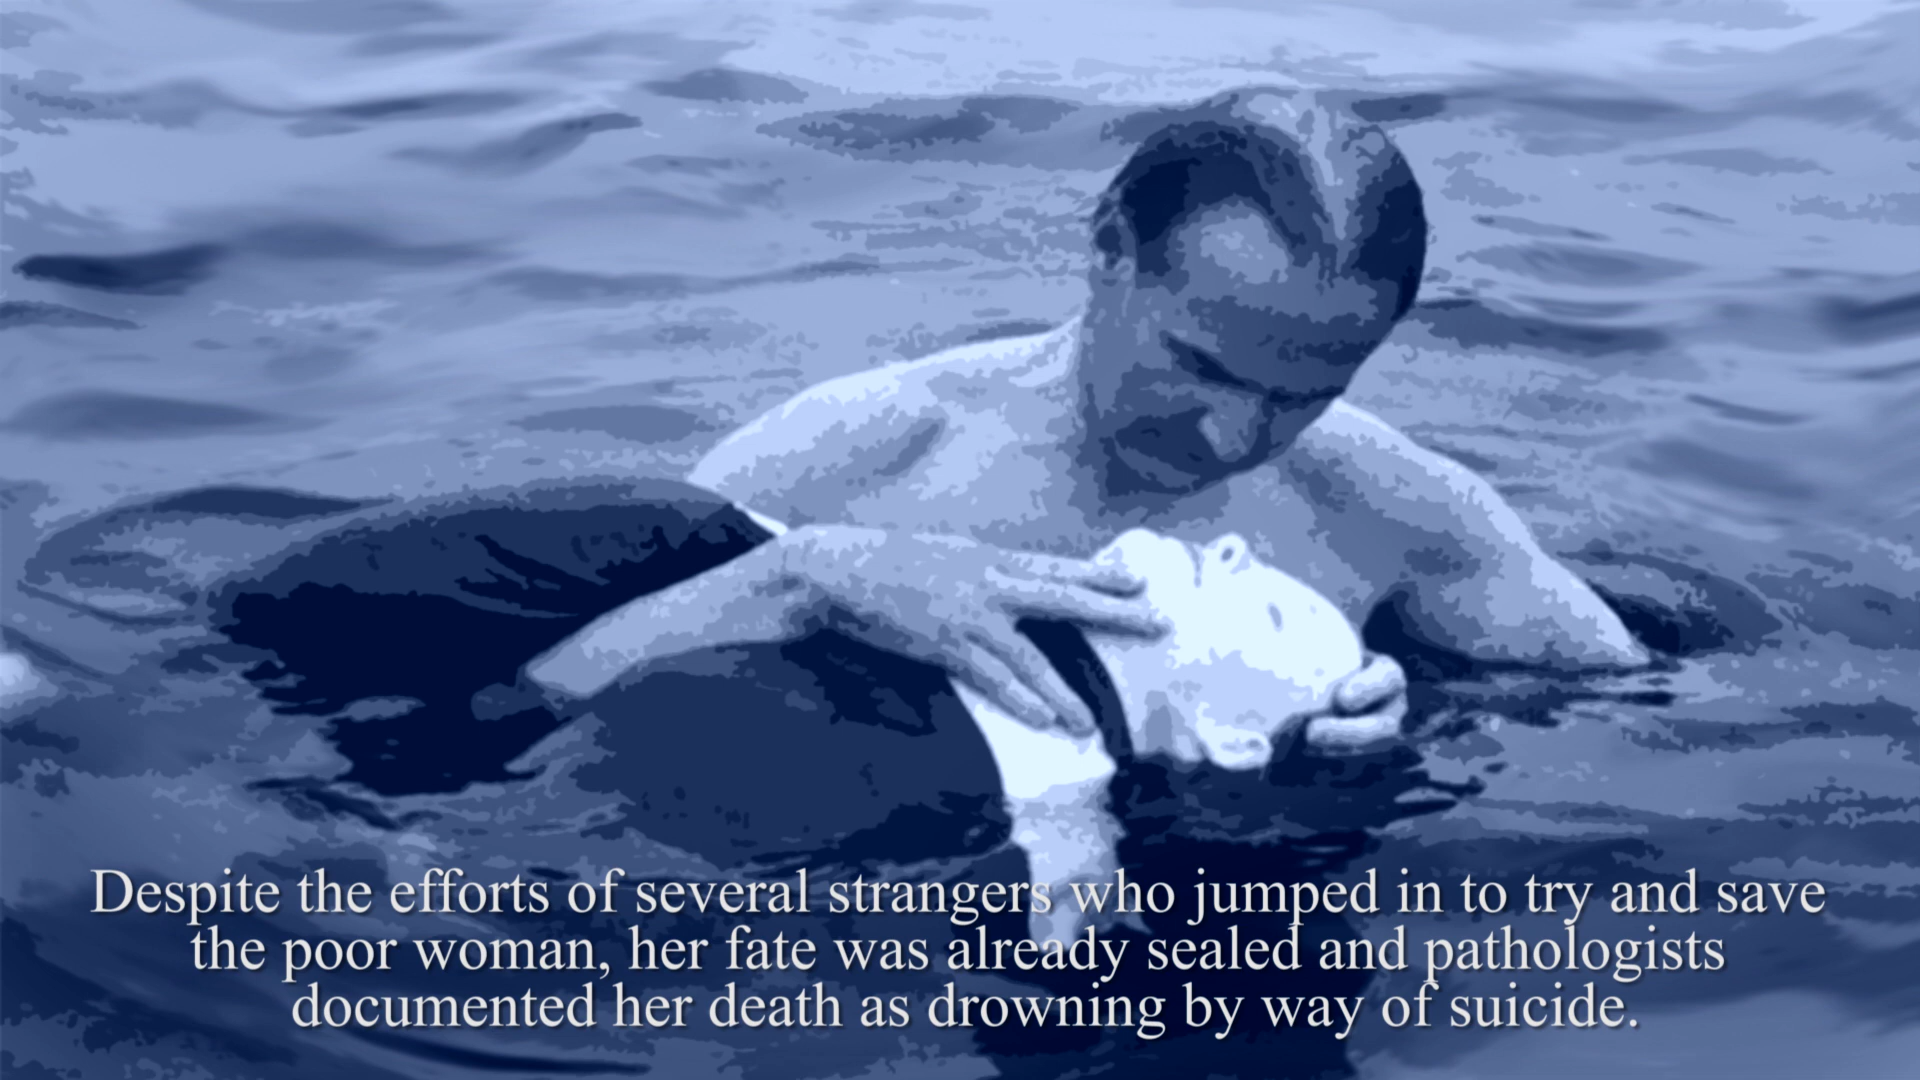 Despite the efforts of several strangers who jumped in to try and save
the poor woman, her fate was already sealed and pathologists
documented her death as drowning by way of suicide.